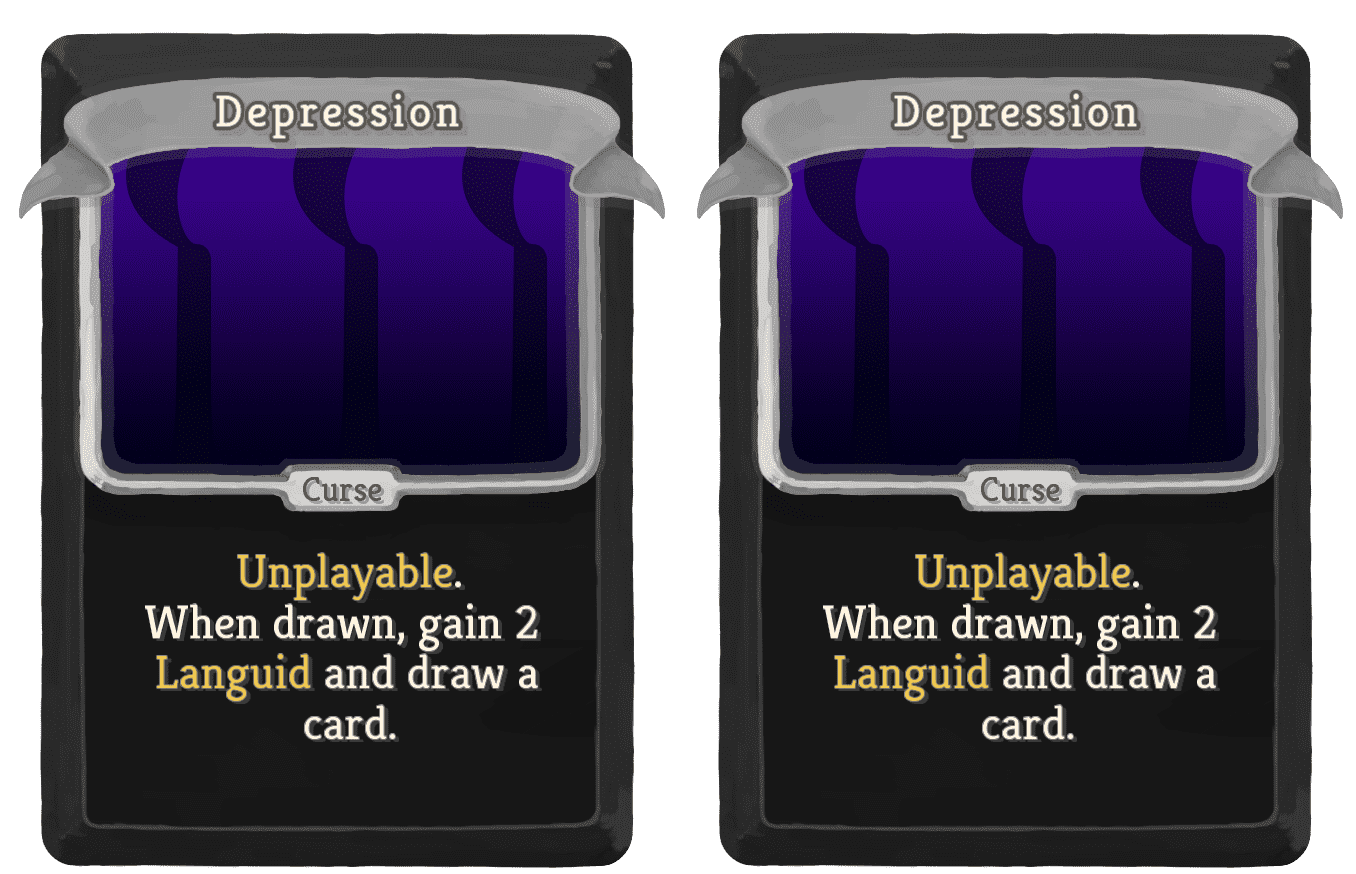 Depression
Curse
Unplayable.
When drawn, gain 2
Languid and draw a
card.
Depression
Curse
Unplayable.
When drawn, gain 2
Languid and draw a
card.